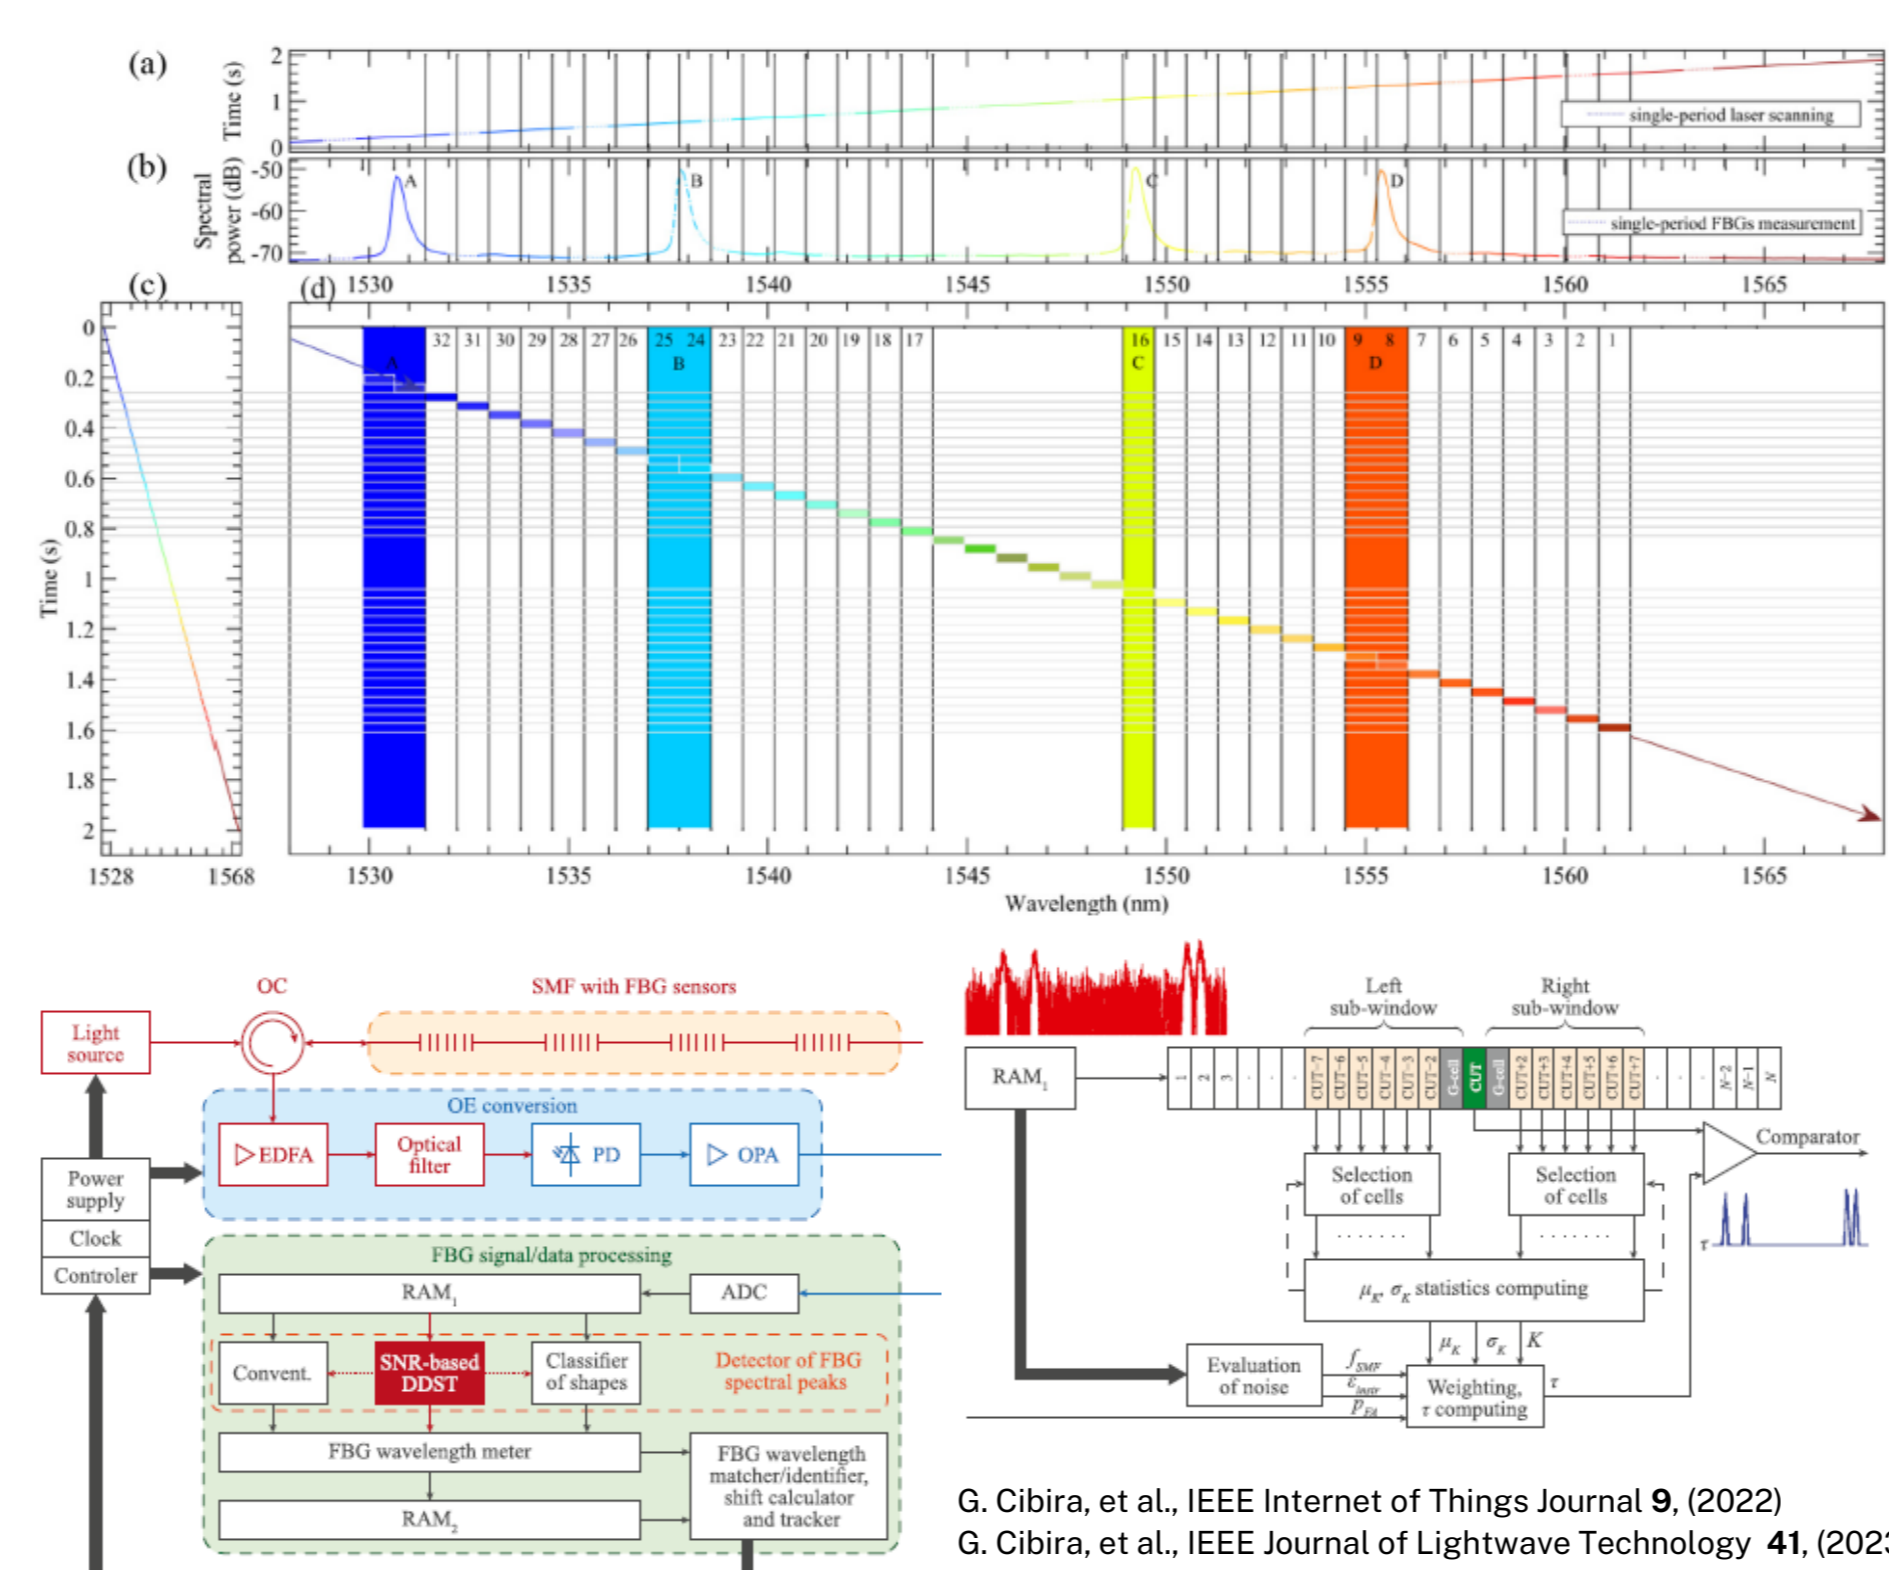 (a)
2
1
0
Time (s)
single-period laser scanning
(b)
-50
-60
-70
Spectral
power (dB)
A
B
C
D
single-period FBGs measurement
1530 1535 1540 1545 1550 1555 1560 1565
(c)
(d)
0
0.2
0.4
0.6
0.8
1
1.2
1.4
1.6
1.8
2
Time (s)
1528 1568
32 31 30 29 28 27 26 25 24 23 22 21 20 19 18 17 16 15 14 13 12 11 10 9 8 7 6 5 4 3 2 1
A B C D
1530 1535 1540 1545 1550 1555 1560 1565
Wavelength (nm)
OC
SMF with FBG sensors
Light
source
OE conversion
EDFA
Optical
filter
PD
OPA
Power
supply
Clock
Controler
FBG signal/data processing
RAM1
ADC
Convent.
SNR-based
DDST
Classifier
of shapes
Detector of FBG
spectral peaks
FBG wavelength meter
RAM2
FBG wavelength
matcher/identifier,
shift calculator
and tracker
Left
sub-window
Right
sub-window
RAM1
1 2 3 · · · CUT-7 CUT-6 CUT-5 CUT-4 CUT-3 CUT-2 G-cell CUT G-cell CUT+2 CUT+3 CUT+4 CUT+5 CUT+6 CUT+7 · · · N-2 N-1 N
Comparator
Selection
of cells
Selection
of cells
.......
.......
τ
μK, σK statistics computing
μK σK K
Evaluation
of noise
fSMF
εinstr
PFA
Weighting,
τ computing
τ
G. Cibira, et al., IEEE Internet of Things Journal 9, (2022)
G. Cibira, et al., IEEE Journal of Lightwave Technology 41, (202